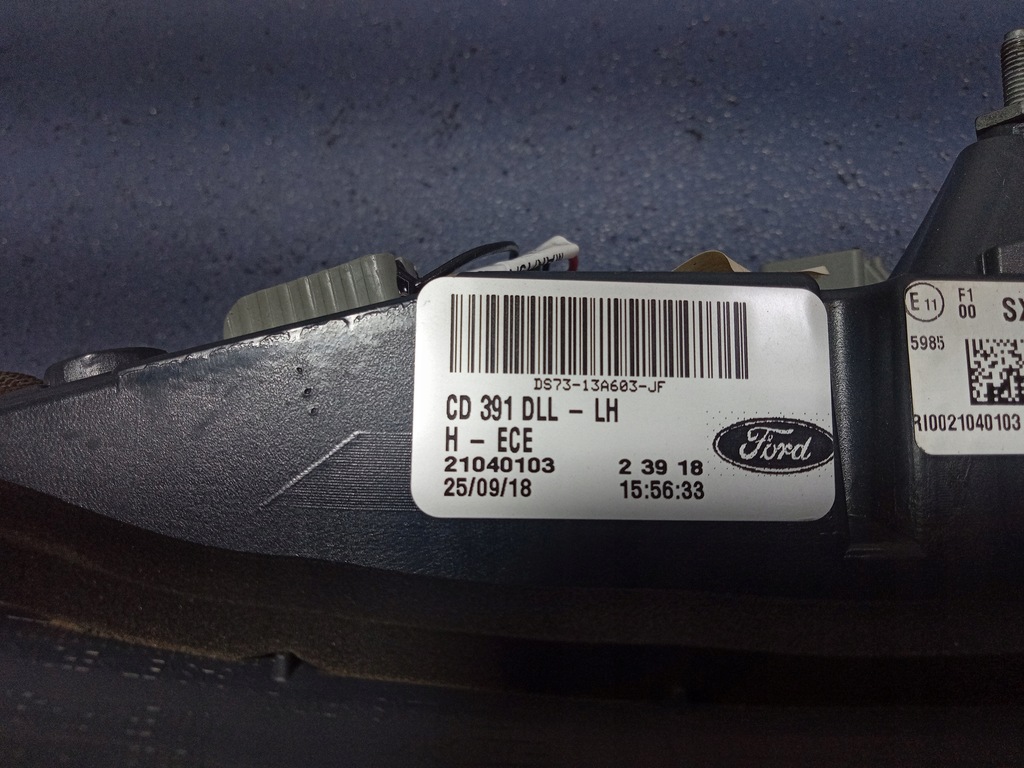 DS73-13A603-JF
CD 391 DLL - LH
H - ECE
21040103 2 39 18
25/09/18 15:56:33
Ford
E 11
F1
00
5985
RI0021040103